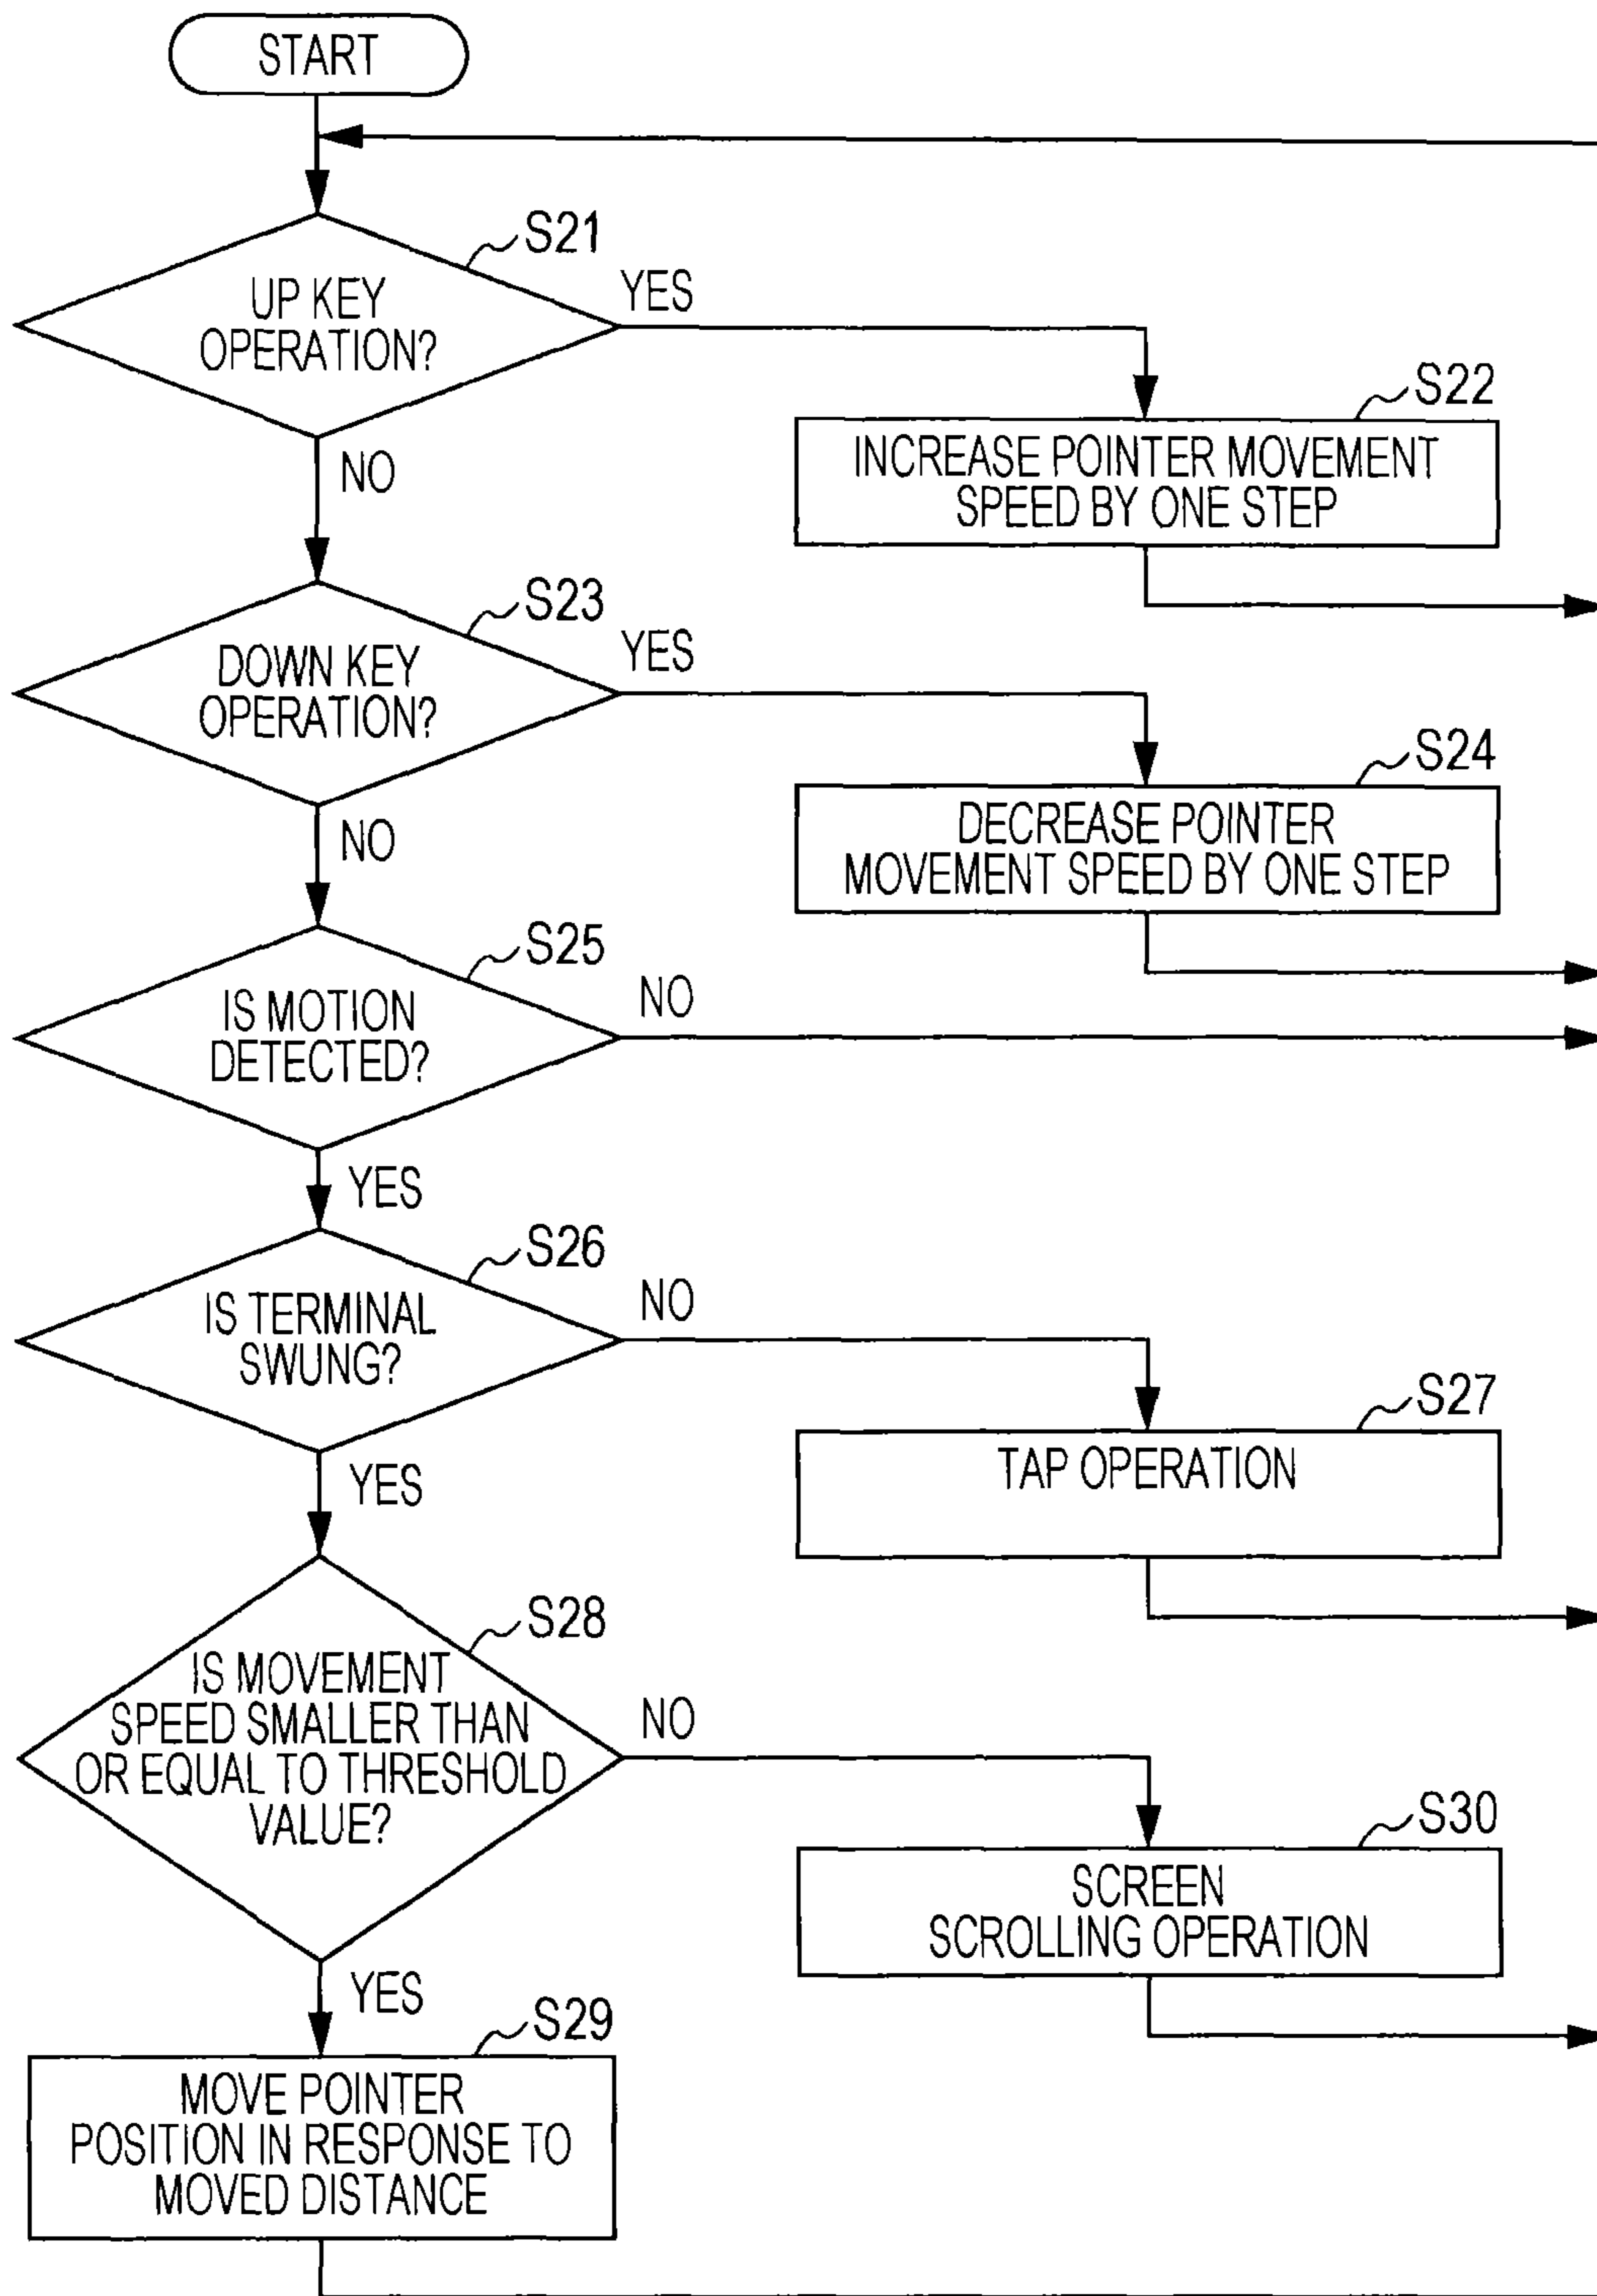 START
S21
UP KEY
OPERATION?
YES
NO
S22
INCREASE POINTER MOVEMENT
SPEED BY ONE STEP
S23
DOWN KEY
OPERATION?
YES
NO
S24
DECREASE POINTER
MOVEMENT SPEED BY ONE STEP
S25
IS MOTION
DETECTED?
NO
YES
S26
IS TERMINAL
SWUNG?
NO
YES
S27
TAP OPERATION
S28
IS MOVEMENT
SPEED SMALLER THAN
OR EQUAL TO THRESHOLD
VALUE?
NO
YES
S30
SCREEN
SCROLLING OPERATION
S29
MOVE POINTER
POSITION IN RESPONSE TO
MOVED DISTANCE